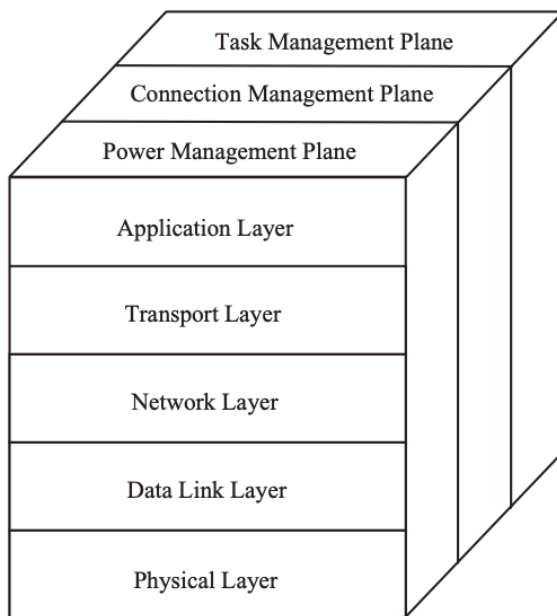 Task Management Plane
Connection Management Plane
Power Management Plane
Application Layer
Transport Layer
Network Layer
Data Link Layer
Physical Layer